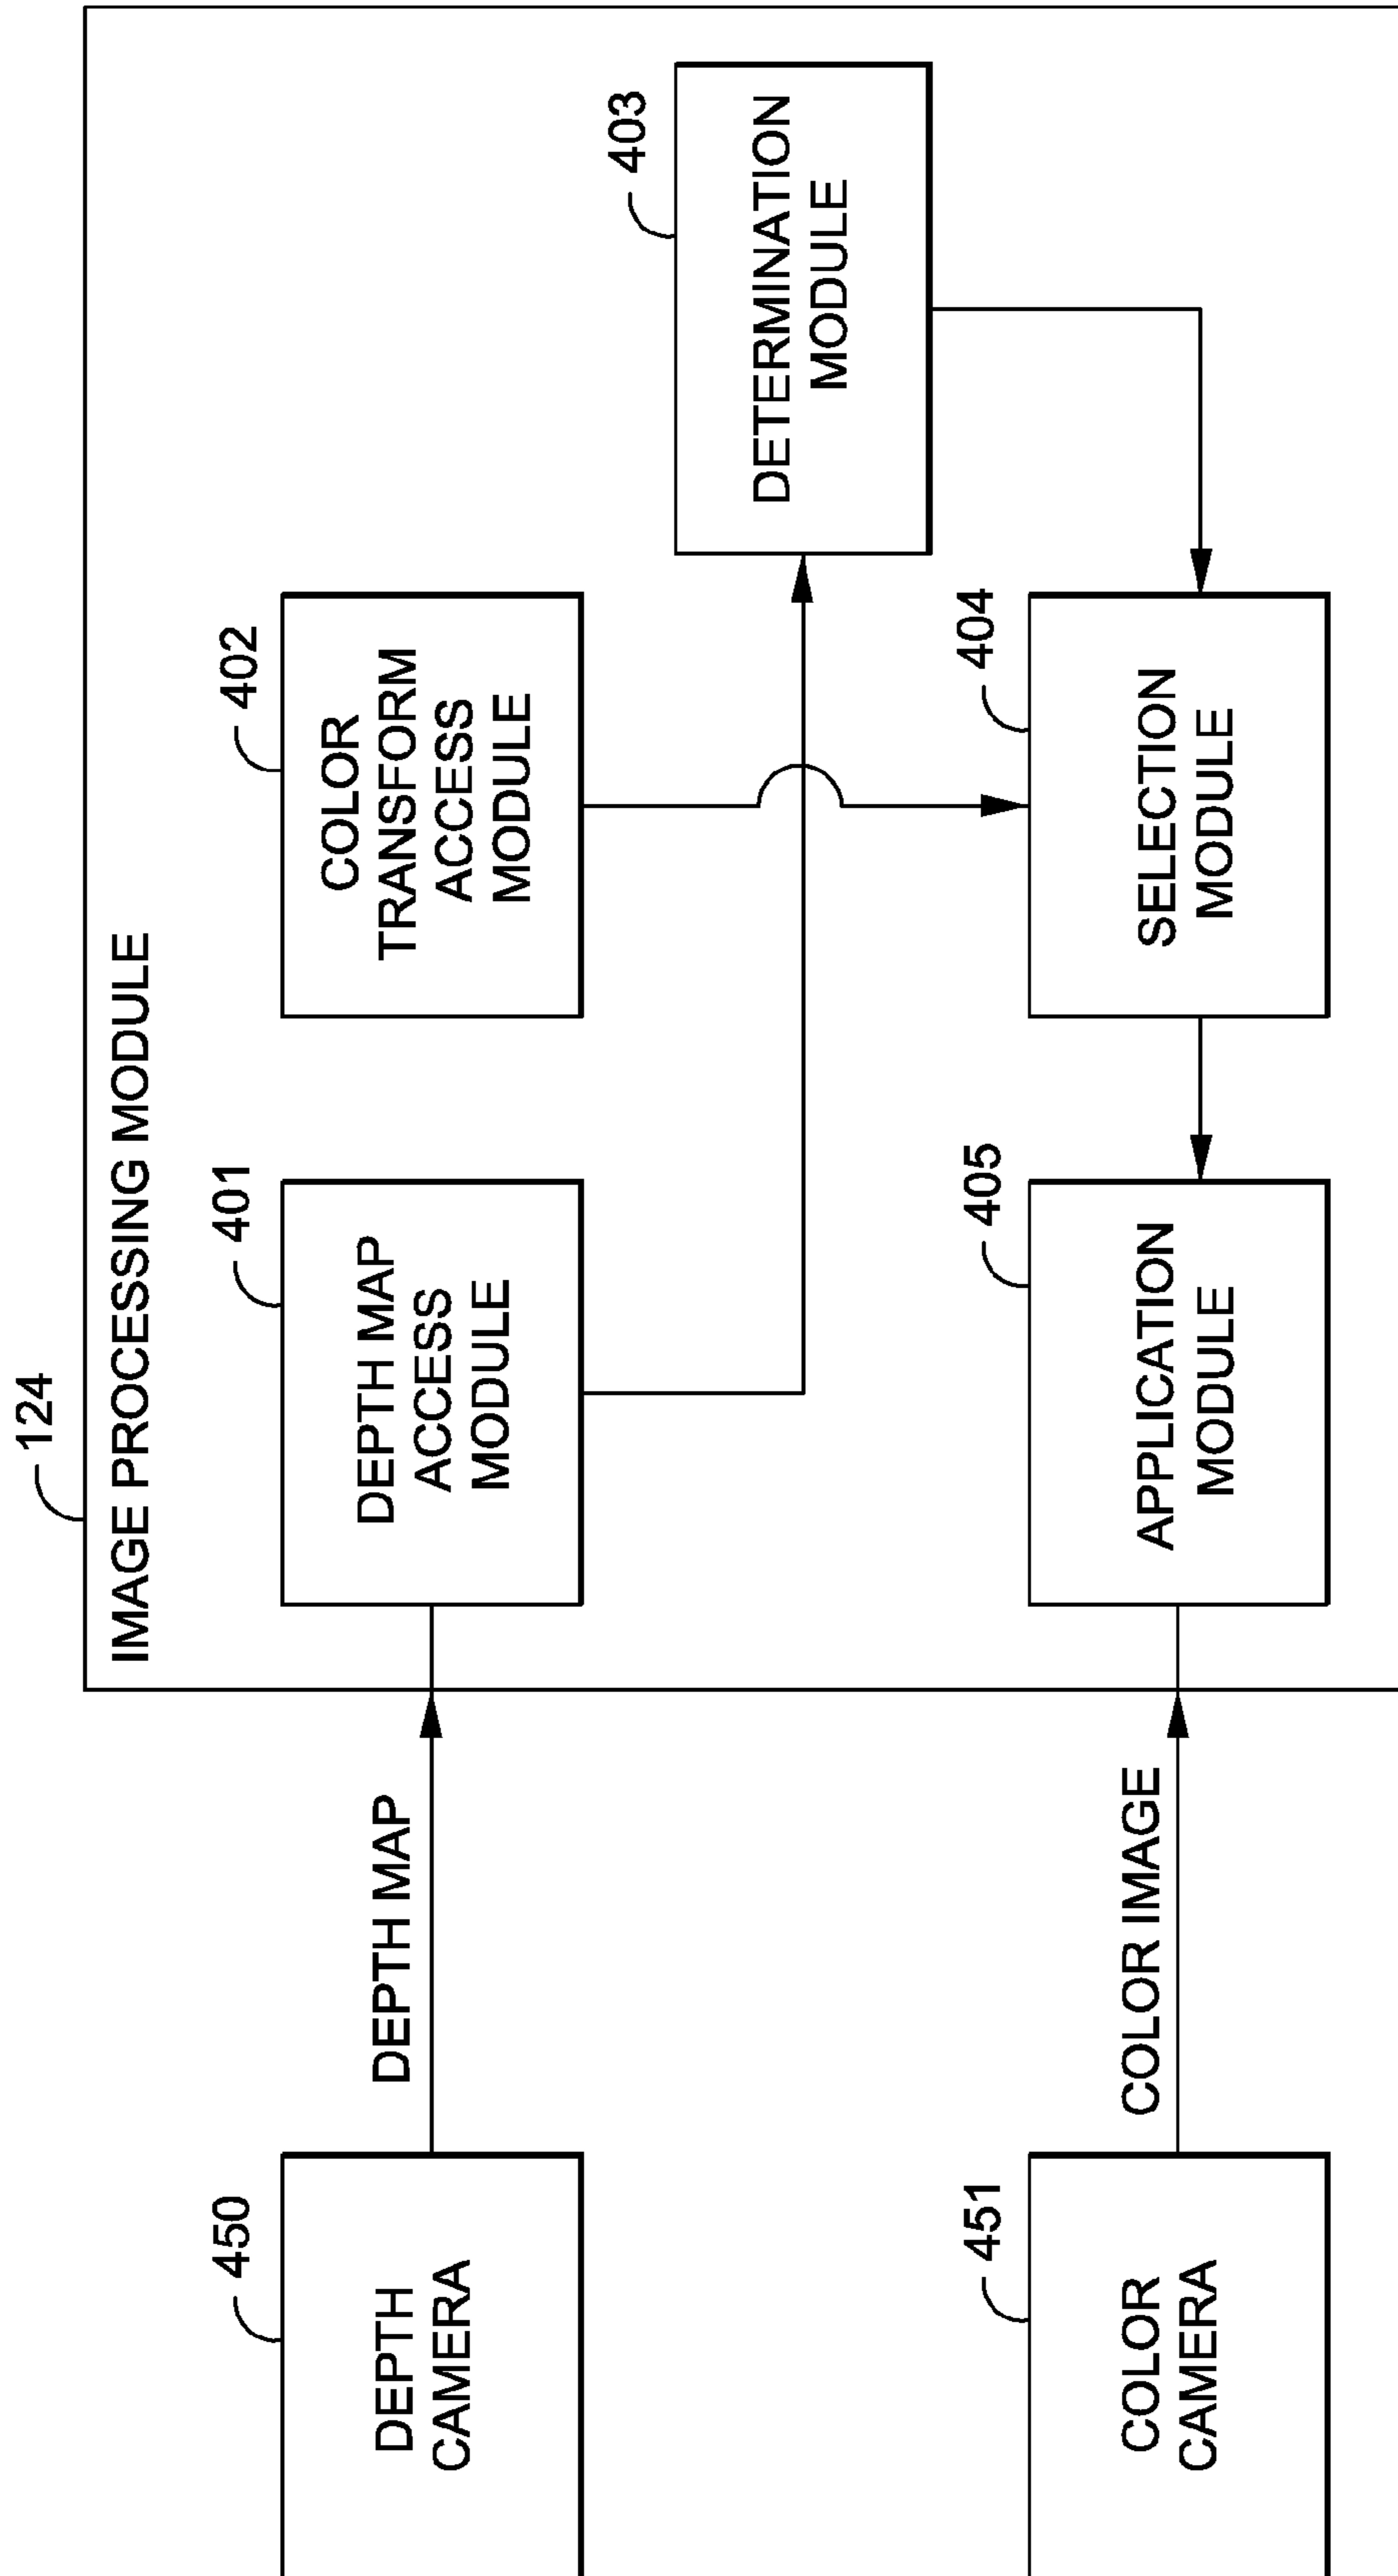 124
IMAGE PROCESSING MODULE
450
DEPTH
CAMERA
DEPTH MAP
401
DEPTH MAP
ACCESS
MODULE
402
COLOR
TRANSFORM
ACCESS
MODULE
403
DETERMINATION
MODULE
451
COLOR
CAMERA
COLOR IMAGE
405
APPLICATION
MODULE
404
SELECTION
MODULE